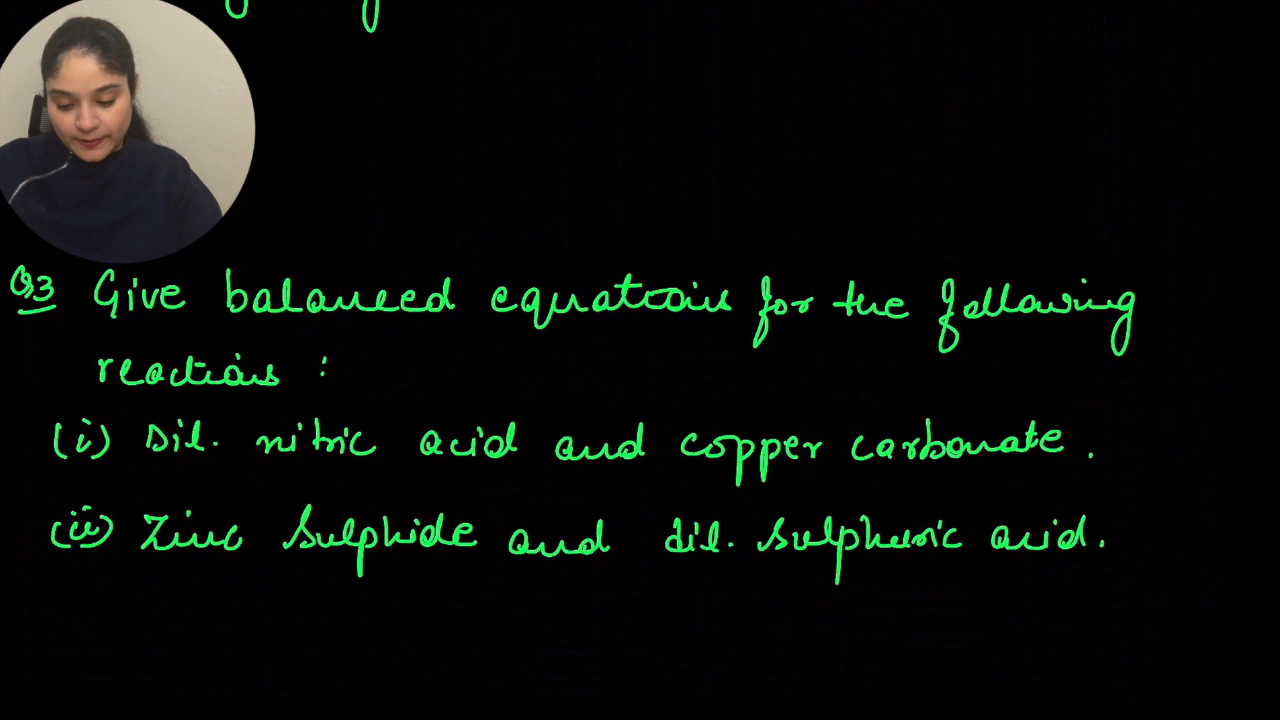 Q3 Give balanced equations for the following
reactions :
(i) Dil. nitric acid and copper carbonate .
(ii) Zinc Sulphide and dil. sulphuric acid .